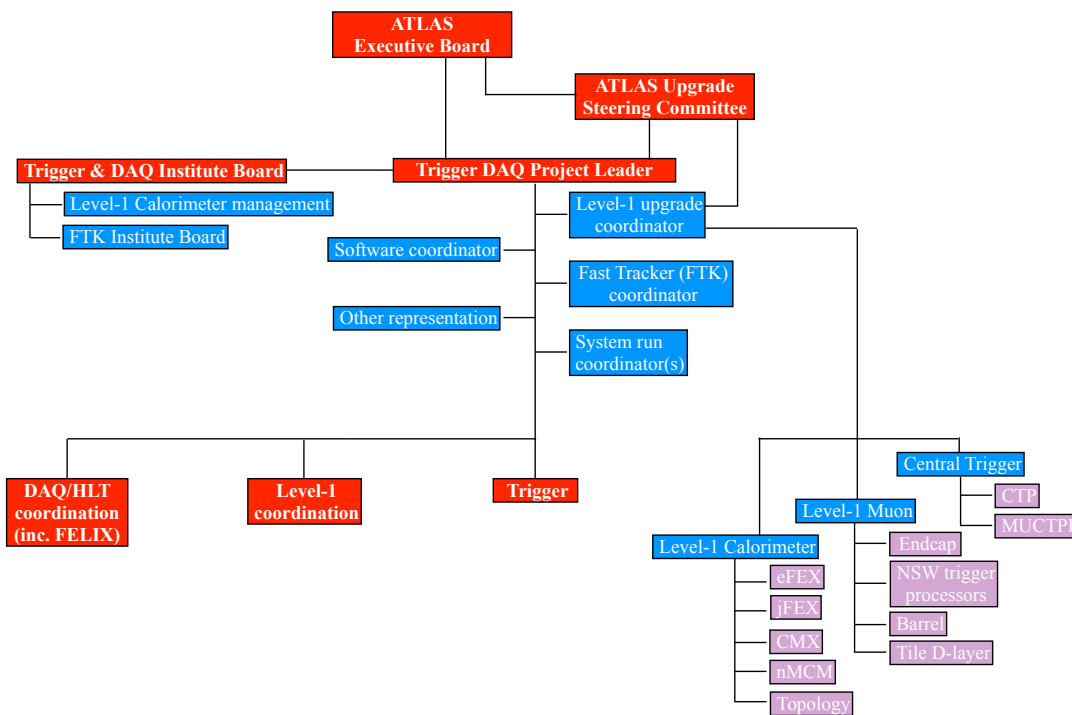 ATLAS
Executive Board
ATLAS Upgrade
Steering Committee
Trigger & DAQ Institute Board
Trigger DAQ Project Leader
Level-1 Calorimeter management
FTK Institute Board
Level-1 upgrade
coordinator
Software coordinator
Fast Tracker (FTK)
coordinator
Other representation
System run
coordinator(s)
DAQ/HLT
coordination
(inc. FELIX)
Level-1
coordination
Trigger
Central Trigger
CTP
MUCTPI
Level-1 Muon
Endcap
NSW trigger
processors
Barrel
Tile D-layer
Level-1 Calorimeter
eFEX
jFEX
CMX
nMCM
Topology